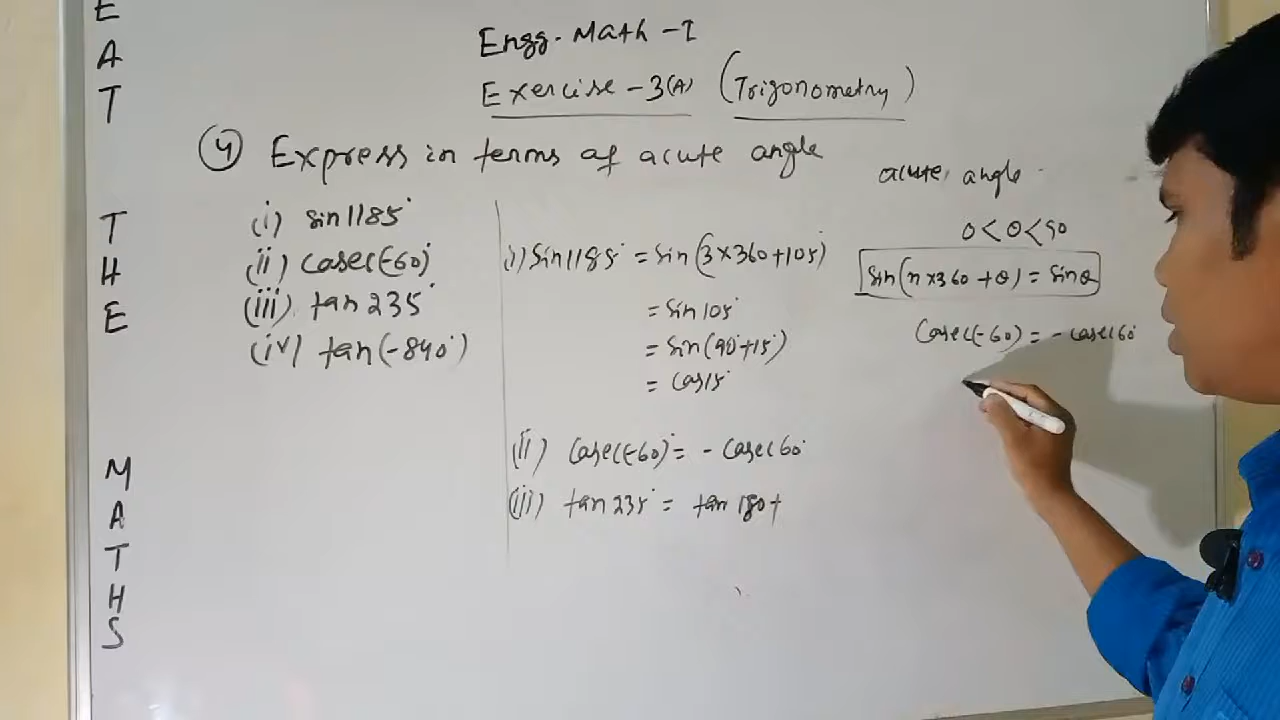 EAT THE MATHS
Engg. Math - I
Exercise - 3(A) (Trigonometry)
(4) Express in terms of acute angle
(i) sin 1185°
(ii) cosec(-60°)
(iii) tan 235°
(iv) tan(-840°)
i) sin 1185° = sin(3×360+105)
= sin 105°
= sin(90°+15°)
= cos 15°
(ii) cosec(-60°) = - cosec 60°
(iii) tan 235° = tan 180+
acute angle
0<θ<90
sin(n×360+θ) = sinθ
cosec(-60) = - cosec 60°